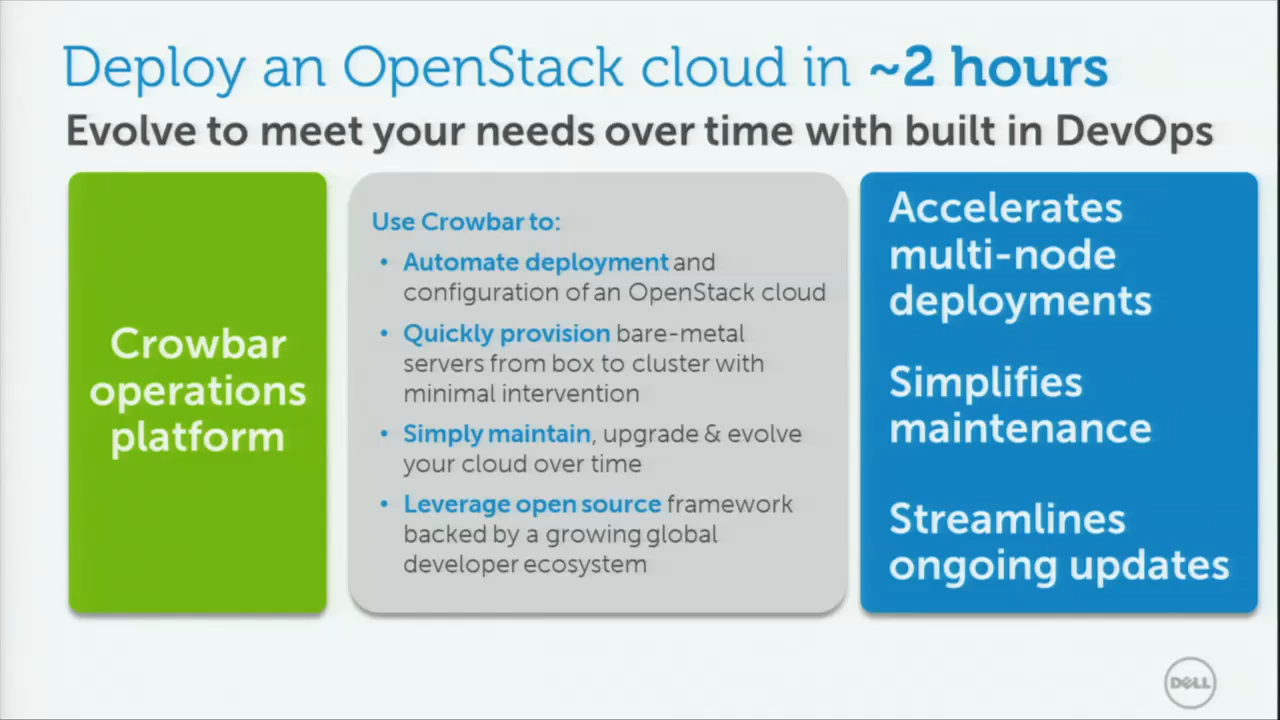 Deploy an OpenStack cloud in ~2 hours
Evolve to meet your needs over time with built in DevOps
Crowbar
operations
platform
Use Crowbar to:
• Automate deployment and
configuration of an OpenStack cloud
• Quickly provision bare-metal
servers from box to cluster with
minimal intervention
• Simply maintain, upgrade & evolve
your cloud over time
• Leverage open source framework
backed by a growing global
developer ecosystem
Accelerates
multi-node
deployments
Simplifies
maintenance
Streamlines
ongoing updates
DELL